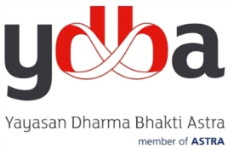 ydba
Yayasan Dharma Bhakti Astra
member of ASTRA